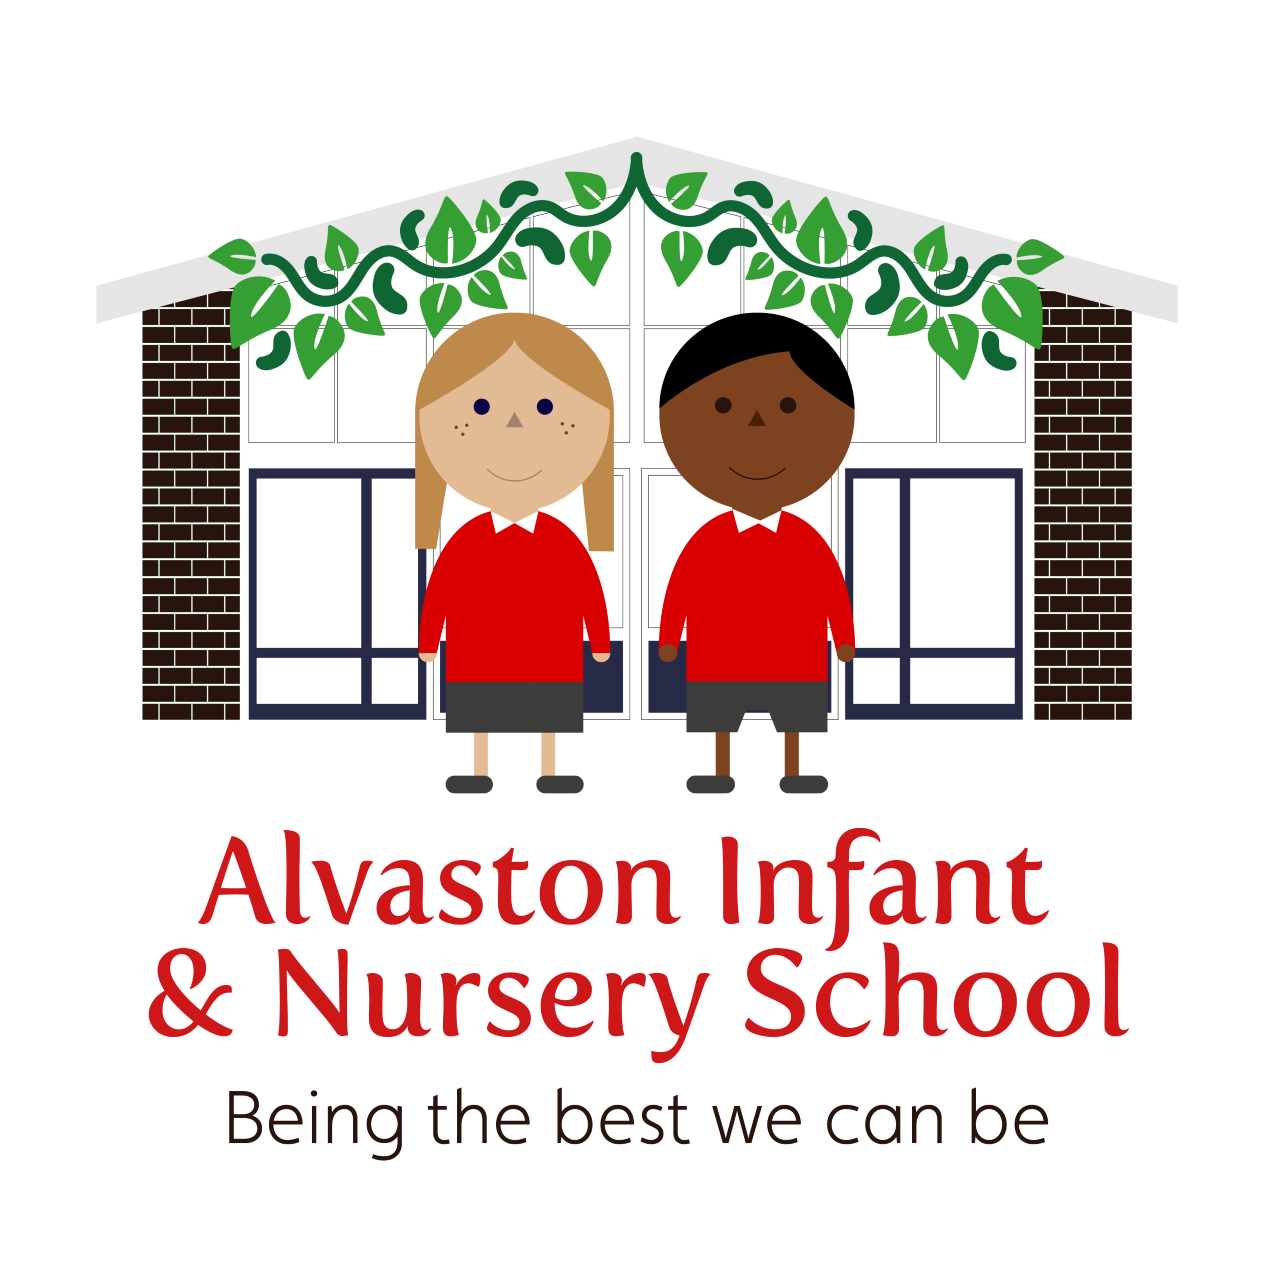 Alvaston Infant
& Nursery School
Being the best we can be